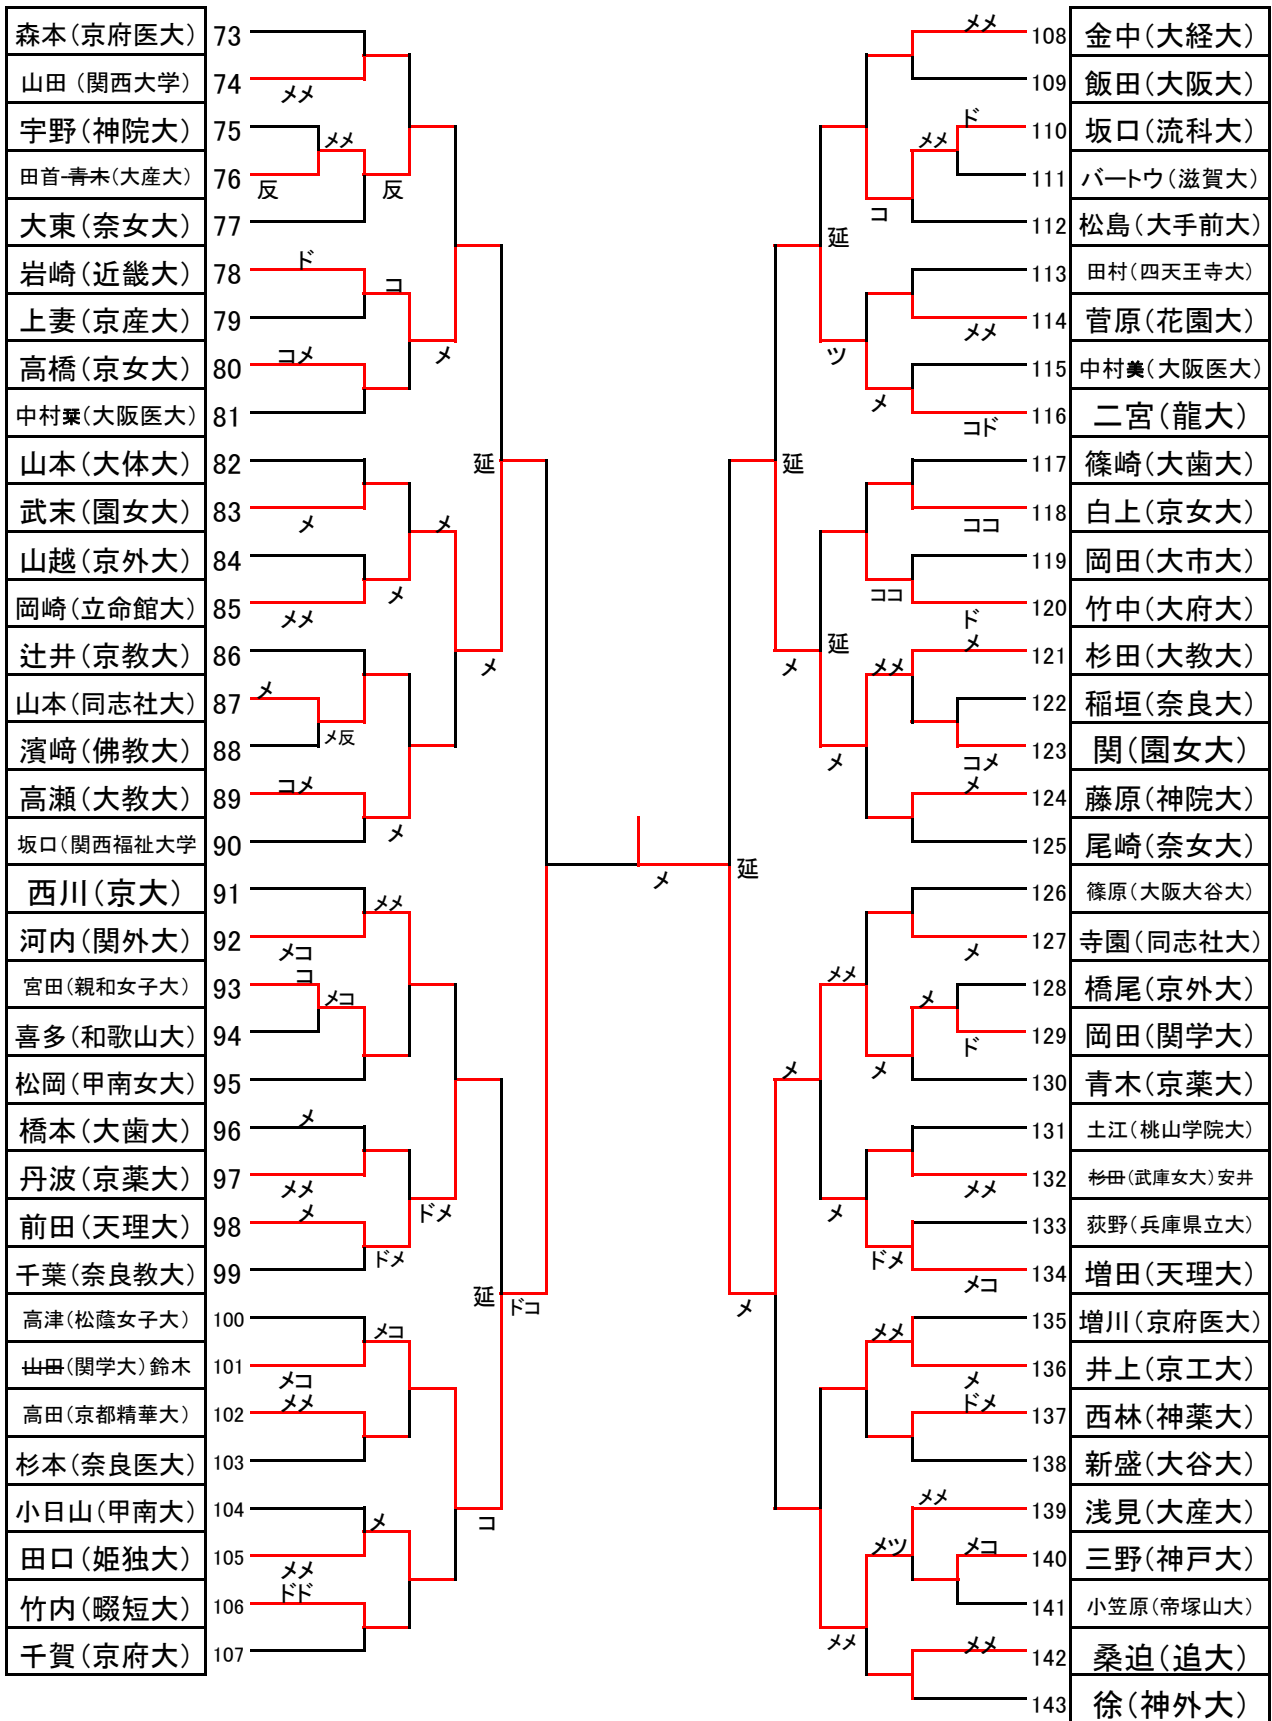 森本(京府医大) 73
山田(関西大学) 74
メメ
宇野(神院大) 75
メメ
田首青木(大産大) 76
反
反
大東(奈女大) 77
岩崎(近畿大) 78
ド
コ
上妻(京産大) 79
メ
高橋(京女大) 80
コメ
中村栞(大阪医大) 81
山本(大体大) 82
延
武末(園女大) 83
メ
メ
山越(京外大) 84
メ
岡崎(立命館大) 85
メメ
辻井(京教大) 86
メ
山本(同志社大) 87
メ
メ反
濱﨑(佛教大) 88
高瀬(大教大) 89
コメ
メ
坂口(関西福祉大学 90
西川(京大) 91
メメ
河内(関外大) 92
メコ
宮田(親和女子大) 93
コ
メコ
喜多(和歌山大) 94
松岡(甲南女大) 95
橋本(大歯大) 96
メ
丹波(京薬大) 97
メメ
ドメ
前田(天理大) 98
メ
ドメ
千葉(奈良教大) 99
延
ドコ
高津(松蔭女子大) 100
メコ
山田(関学大)鈴木 101
メコ
高田(京都精華大) 102
メメ
杉本(奈良医大) 103
小日山(甲南大) 104
メ
コ
田口(姫独大) 105
メメ
竹内(畷短大) 106
ドド
千賀(京府大) 107
メ
延
メメ
108 金中(大経大)
109 飯田(大阪大)
ド
メメ
110 坂口(流科大)
111 バートウ(滋賀大)
コ
112 松島(大手前大)
延
113 田村(四天王寺大)
メメ
114 菅原(花園大)
ツ
115 中村美(大阪医大)
メ
コド
116 二宮(龍大)
延
117 篠崎(大歯大)
ココ
118 白上(京女大)
119 岡田(大市大)
ココ
ド
120 竹中(大府大)
延
メ
メ
メメ
121 杉田(大教大)
122 稲垣(奈良大)
メ
コメ
123 関(園女大)
メ
124 藤原(神院大)
125 尾崎(奈女大)
126 篠原(大阪大谷大)
メ
127 寺園(同志社大)
メメ
メ
128 橋尾(京外大)
ド
129 岡田(関学大)
メ
メ
130 青木(京薬大)
131 土江(桃山学院大)
メメ
132 杉田(武庫女大)安井
メ
133 荻野(兵庫県立大)
ドメ
メコ
134 増田(天理大)
メ
メメ
135 増川(京府医大)
メ
136 井上(京工大)
ドメ
137 西林(神薬大)
138 新盛(大谷大)
メメ
139 浅見(大産大)
メツ
メコ
140 三野(神戸大)
141 小笠原(帝塚山大)
メメ
メメ
142 桑迫(追大)
143 徐(神外大)